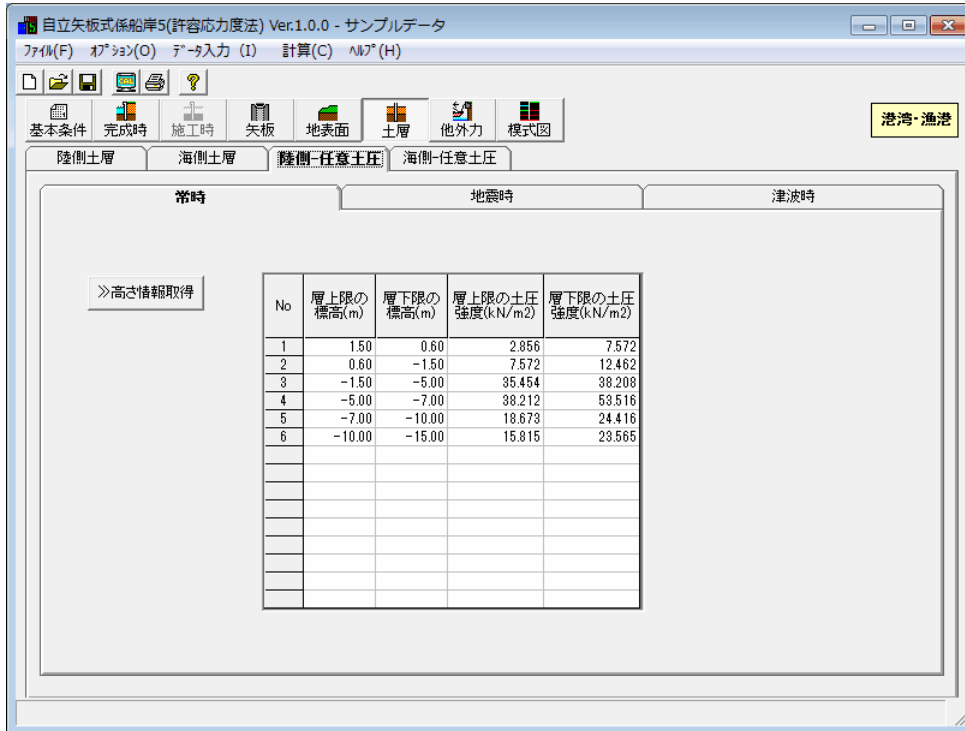 自立矢板式係船岸5(許容応力度法) Ver.1.0.0 - サンプルデータ
ﾌｧｲﾙ(F) ｵﾌﾟｼｮﾝ(O) ﾃﾞｰﾀ入力 (I) 計算(C) ﾍﾙﾌﾟ(H)
基本条件 完成時 施工時 矢板 地表面 土層 他外力 模式図 港湾・漁港
陸側土層 海側土層 陸側-任意土圧 海側-任意土圧
常時 地震時 津波時
≫高さ情報取得
No 層上限の標高(m) 層下限の標高(m) 層上限の土圧強度(kN/m2) 層下限の土圧強度(kN/m2)
1 1.50 0.60 2.856 7.572
2 0.60 -1.50 7.572 12.462
3 -1.50 -5.00 35.454 38.208
4 -5.00 -7.00 38.212 53.516
5 -7.00 -10.00 18.673 24.416
6 -10.00 -15.00 15.815 23.565